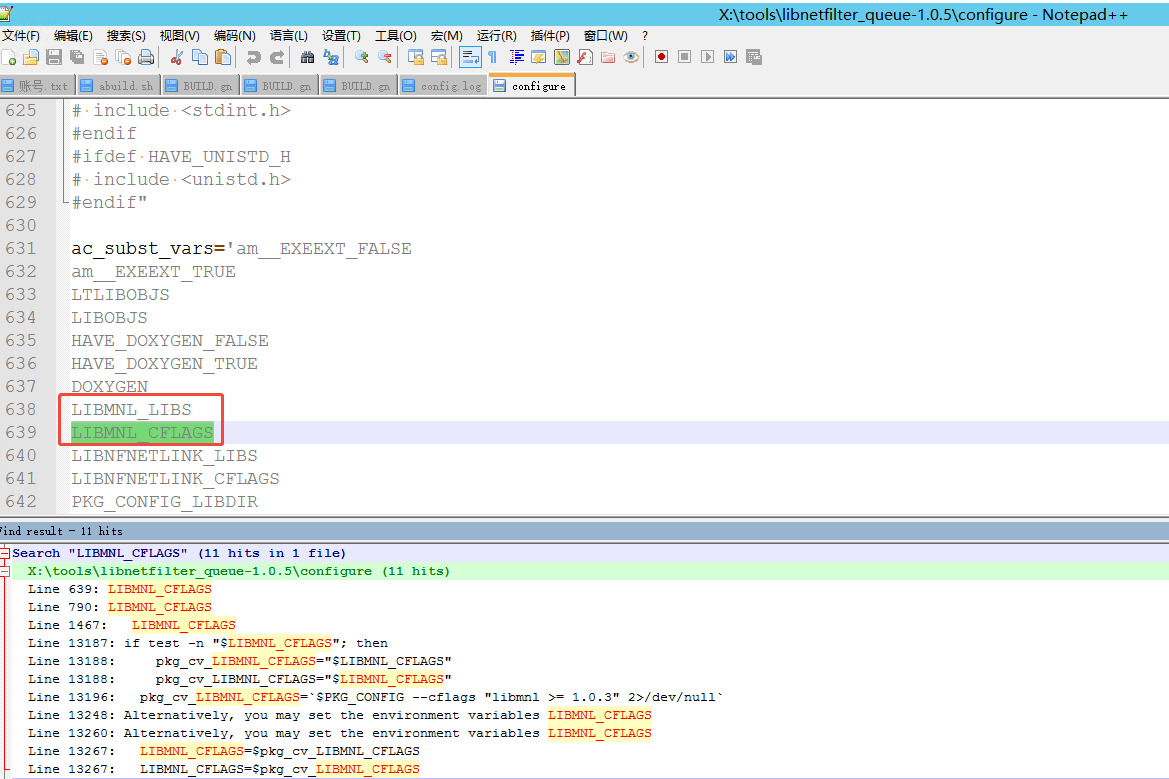 X:\tools\libnetfilter_queue-1.0.5\configure - Notepad++
文件(F) 编辑(E) 搜索(S) 视图(V) 编码(N) 语言(L) 设置(T) 工具(O) 宏(M) 运行(R) 插件(P) 窗口(W) ?
账号.txt abuild.sh BUILD.gn BUILD.gn BUILD.gn config.log configure
625 # include <stdint.h>
626 #endif
627 #ifdef HAVE_UNISTD_H
628 # include <unistd.h>
629 #endif"
630
631 ac_subst_vars='am__EXEEXT_FALSE
632 am__EXEEXT_TRUE
633 LTLIBOBJS
634 LIBOBJS
635 HAVE_DOXYGEN_FALSE
636 HAVE_DOXYGEN_TRUE
637 DOXYGEN
638 LIBMNL_LIBS
639 LIBMNL_CFLAGS
640 LIBNFNETLINK_LIBS
641 LIBNFNETLINK_CFLAGS
642 PKG_CONFIG_LIBDIR
Find result - 11 hits
Search "LIBMNL_CFLAGS" (11 hits in 1 file)
X:\tools\libnetfilter_queue-1.0.5\configure (11 hits)
Line 639: LIBMNL_CFLAGS
Line 790: LIBMNL_CFLAGS
Line 1467: LIBMNL_CFLAGS
Line 13187: if test -n "$LIBMNL_CFLAGS"; then
Line 13188: pkg_cv_LIBMNL_CFLAGS="$LIBMNL_CFLAGS"
Line 13188: pkg_cv_LIBMNL_CFLAGS="$LIBMNL_CFLAGS"
Line 13196: pkg_cv_LIBMNL_CFLAGS=`$PKG_CONFIG --cflags "libmnl >= 1.0.3" 2>/dev/null`
Line 13248: Alternatively, you may set the environment variables LIBMNL_CFLAGS
Line 13260: Alternatively, you may set the environment variables LIBMNL_CFLAGS
Line 13267: LIBMNL_CFLAGS=$pkg_cv_LIBMNL_CFLAGS
Line 13267: LIBMNL_CFLAGS=$pkg_cv_LIBMNL_CFLAGS